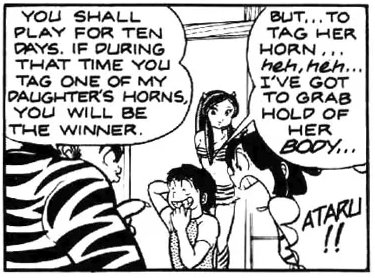 YOU SHALL
PLAY FOR TEN
DAYS. IF DURING
THAT TIME YOU
TAG ONE OF MY
DAUGHTER'S HORNS,
YOU WILL BE
THE WINNER.
BUT... TO
TAG HER
HORN...
heh, heh...
I'VE GOT
TO GRAB
HOLD OF
HER
BODY...
ATARU
!!